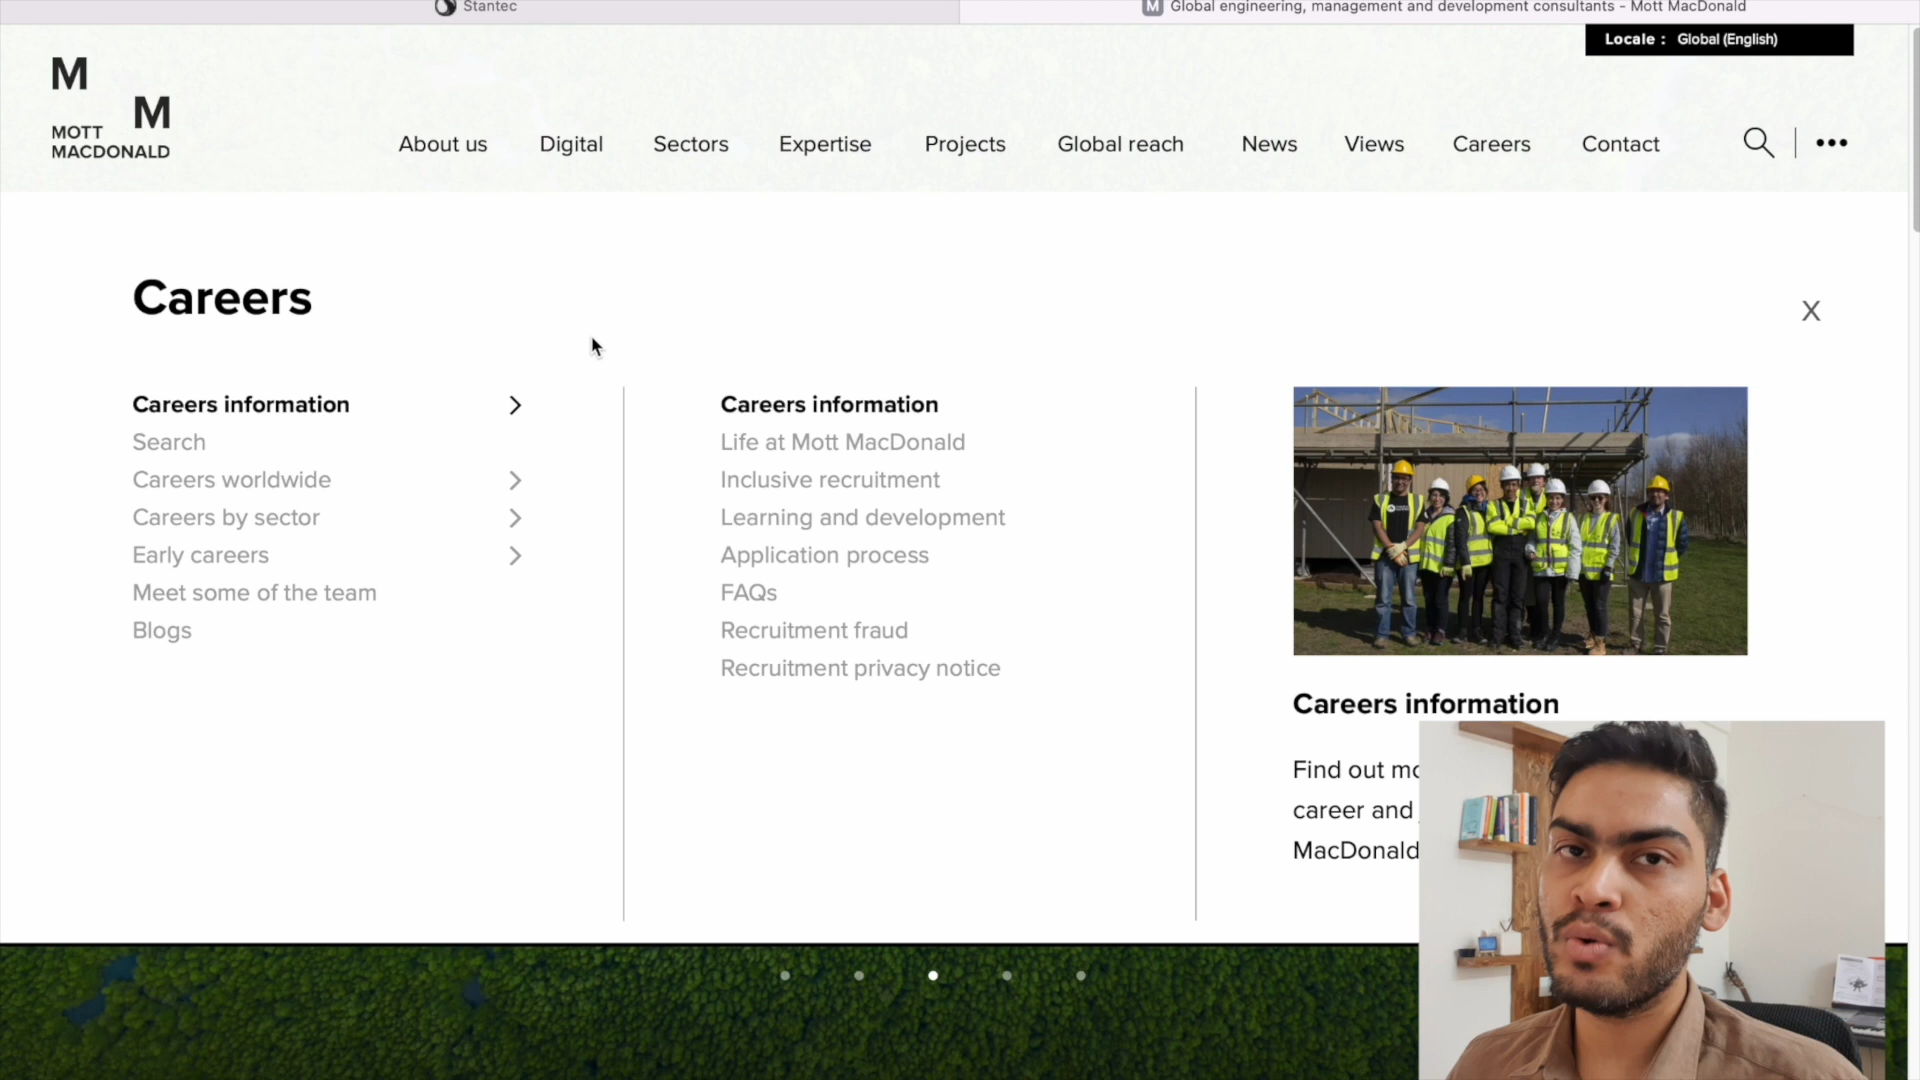 Stantec
M Global engineering, management and development consultants - Mott MacDonald
Locale : Global (English)
M
M
MOTT
MACDONALD
About us Digital Sectors Expertise Projects Global reach News Views Careers Contact
Careers
X
Careers information
Search
Careers worldwide
Careers by sector
Early careers
Meet some of the team
Blogs
Careers information
Life at Mott MacDonald
Inclusive recruitment
Learning and development
Application process
FAQs
Recruitment fraud
Recruitment privacy notice
Careers information
Find out
career and
MacDonald